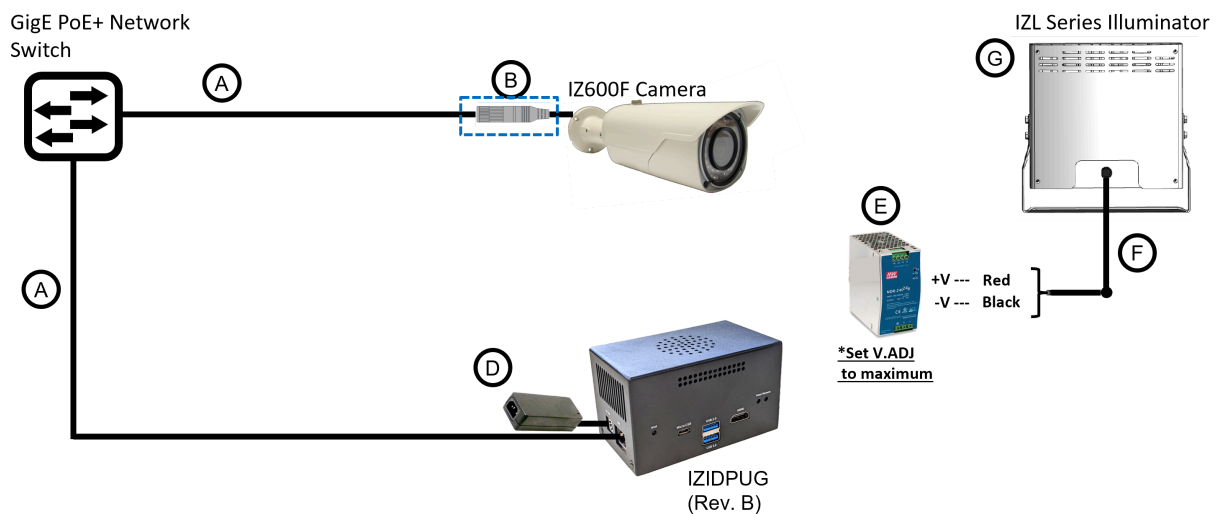 GigE PoE+ Network
Switch
IZL Series Illuminator
A
B
G
IZ600F Camera
E
F
+V --- Red
-V --- Black
A
*Set V.ADJ
to maximum
D
IZIDPUG
(Rev. B)